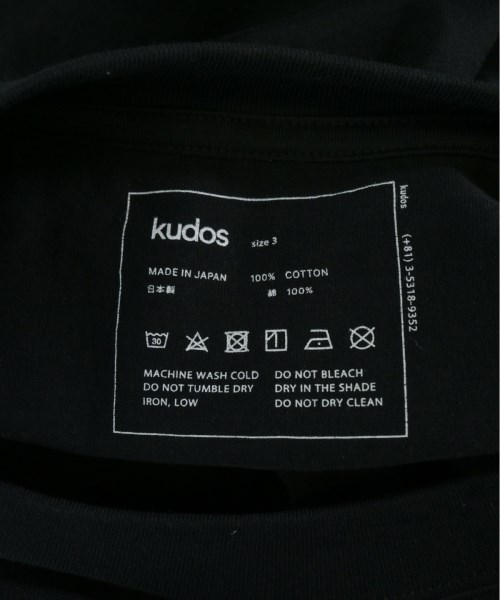 kudos size 3
MADE IN JAPAN 100% COTTON
日本製 綿 100%
30
MACHINE WASH COLD DO NOT BLEACH
DO NOT TUMBLE DRY DRY IN THE SHADE
IRON, LOW DO NOT DRY CLEAN
kudos (+81) 3-5318-9352